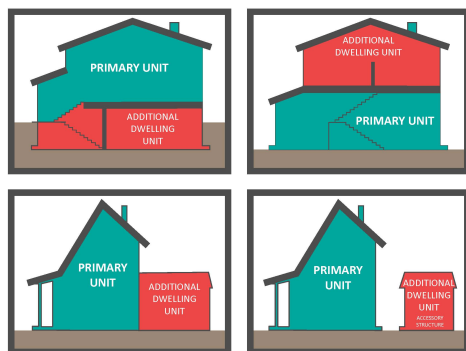 PRIMARY UNIT
ADDITIONAL
DWELLING
UNIT
ADDITIONAL
DWELLING UNIT
PRIMARY UNIT
PRIMARY
UNIT
ADDITIONAL
DWELLING
UNIT
PRIMARY
UNIT
ADDITIONAL
DWELLING
UNIT
ACCESSORY
STRUCTURE